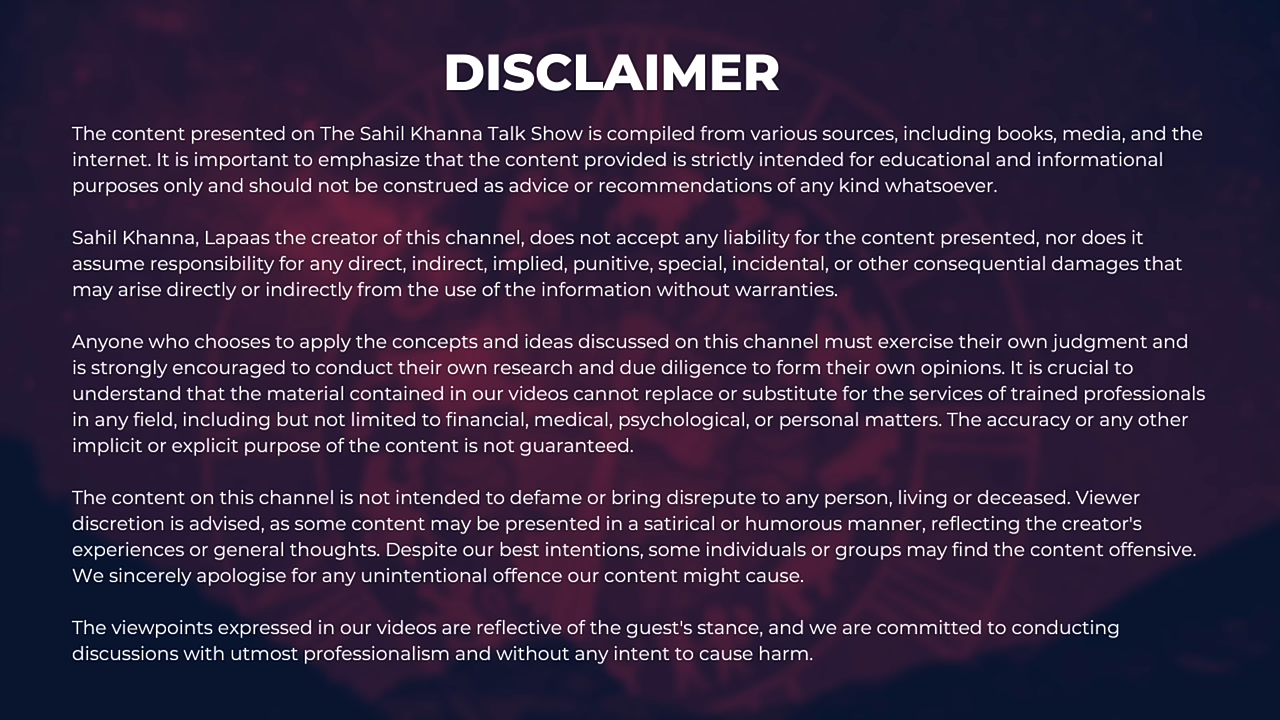 DISCLAIMER
The content presented on The Sahil Khanna Talk Show is compiled from various sources, including books, media, and the
internet. It is important to emphasize that the content provided is strictly intended for educational and informational
purposes only and should not be construed as advice or recommendations of any kind whatsoever.
Sahil Khanna, Lapaas the creator of this channel, does not accept any liability for the content presented, nor does it
assume responsibility for any direct, indirect, implied, punitive, special, incidental, or other consequential damages that
may arise directly or indirectly from the use of the information without warranties.
Anyone who chooses to apply the concepts and ideas discussed on this channel must exercise their own judgment and
is strongly encouraged to conduct their own research and due diligence to form their own opinions. It is crucial to
understand that the material contained in our videos cannot replace or substitute for the services of trained professionals
in any field, including but not limited to financial, medical, psychological, or personal matters. The accuracy or any other
implicit or explicit purpose of the content is not guaranteed.
The content on this channel is not intended to defame or bring disrepute to any person, living or deceased. Viewer
discretion is advised, as some content may be presented in a satirical or humorous manner, reflecting the creator's
experiences or general thoughts. Despite our best intentions, some individuals or groups may find the content offensive.
We sincerely apologise for any unintentional offence our content might cause.
The viewpoints expressed in our videos are reflective of the guest's stance, and we are committed to conducting
discussions with utmost professionalism and without any intent to cause harm.